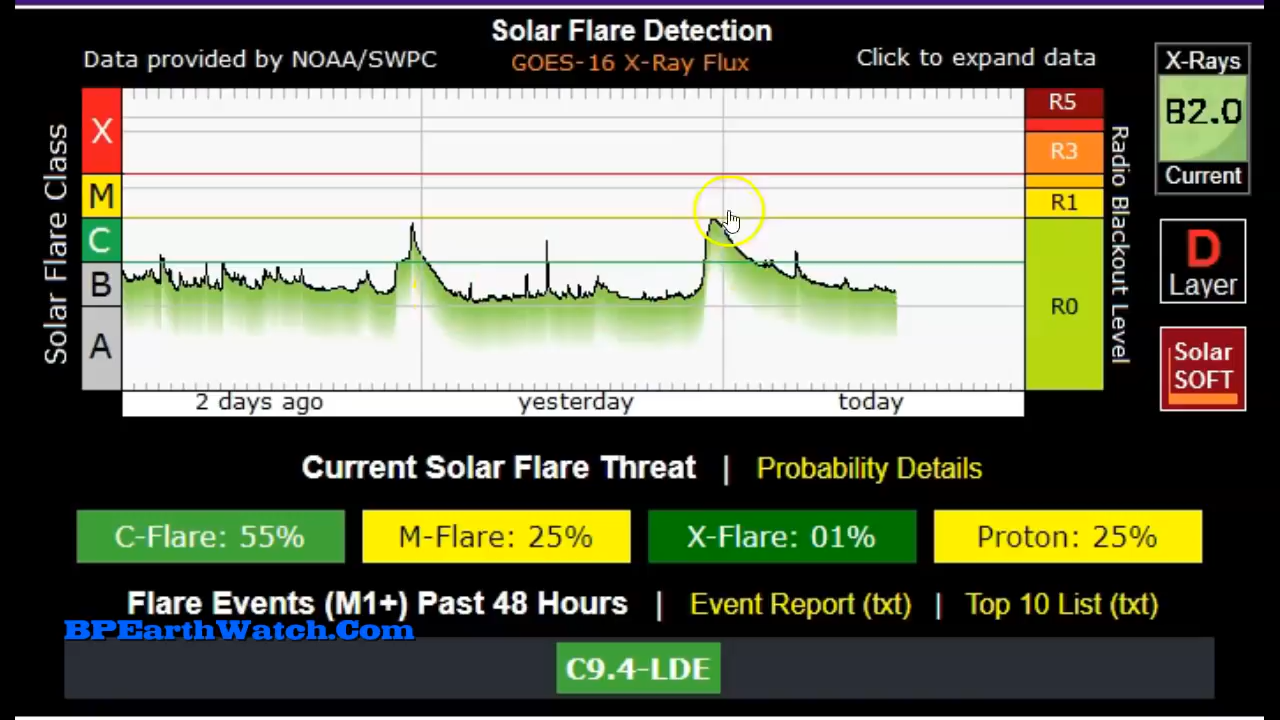 Solar Flare Detection
Data provided by NOAA/SWPC
GOES-16 X-Ray Flux
Click to expand data
X-Rays
B2.0
Current
Solar Flare Class
X
M
C
B
A
R5
R3
R1
R0
Radio Blackout Level
D
Layer
Solar
SOFT
2 days ago yesterday today
Current Solar Flare Threat | Probability Details
C-Flare: 55% M-Flare: 25% X-Flare: 01% Proton: 25%
Flare Events (M1+) Past 48 Hours | Event Report (txt) | Top 10 List (txt)
BPEarthWatch.Com
C9.4-LDE